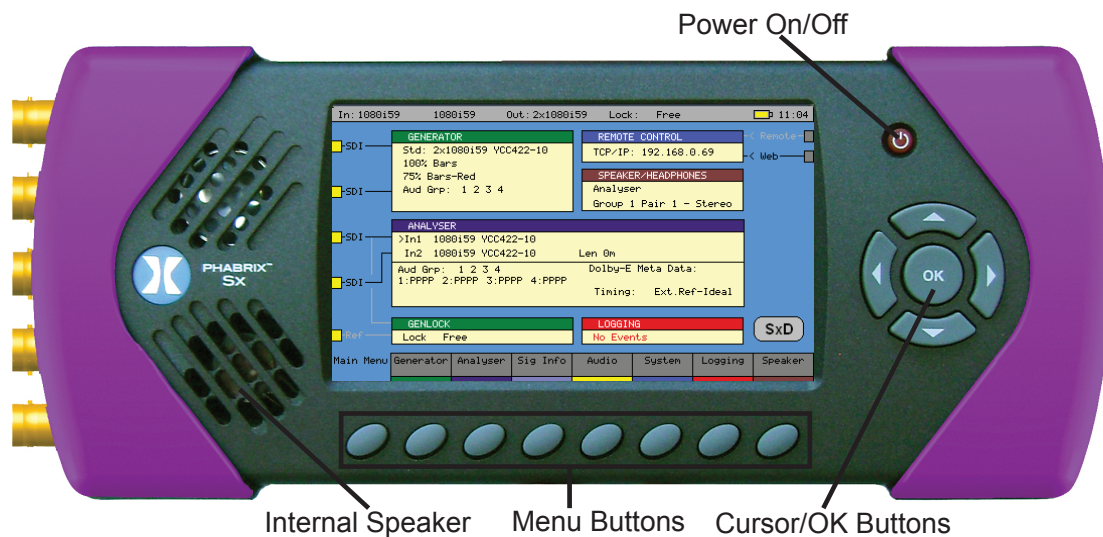 Power On/Off
In: 1080i59 1080i59 Out: 2x1080i59 Lock: Free 11:04
GENERATOR
Std: 2x1080i59 YCC422-10
100% Bars
75% Bars-Red
Aud Grp: 1 2 3 4
REMOTE CONTROL
TCP/IP: 192.168.0.69
< Remote
< Web
SPEAKER/HEADPHONES
Analyser
Group 1 Pair 1 - Stereo
SDI
SDI
SDI
SDI
Ref
ANALYSER
>In1 1080i59 YCC422-10
In2 1080i59 YCC422-10 Len 0m
Aud Grp: 1 2 3 4 Dolby-E Meta Data:
1:PPPP 2:PPPP 3:PPPP 4:PPPP
Timing: Ext.Ref-Ideal
GENLOCK
Lock Free
LOGGING
No Events
SxD
Main Menu Generator Analyser Sig Info Audio System Logging Speaker
PHABRIX™
SX
OK
Internal Speaker Menu Buttons Cursor/OK Buttons